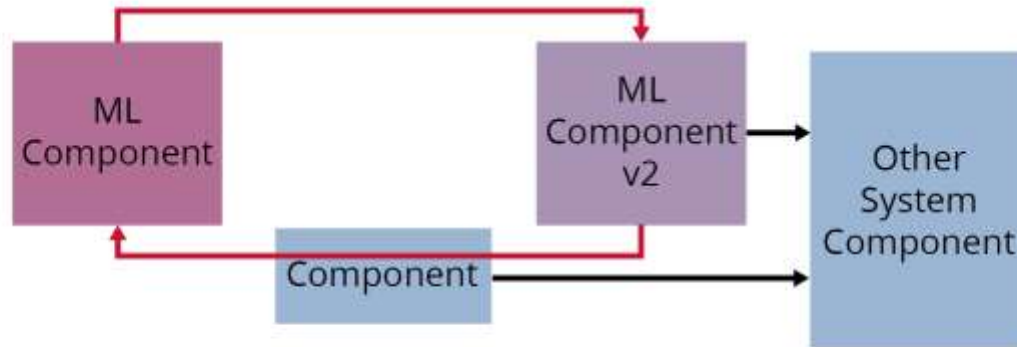 ML
Component
ML
Component
v2
Other
System
Component
Component